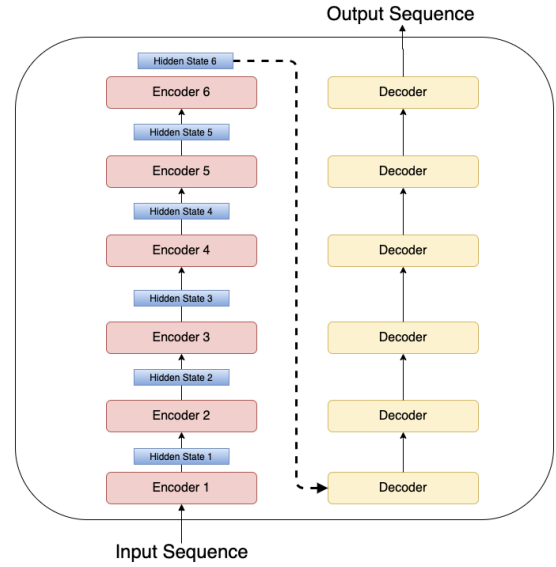 Output Sequence
Hidden State 6
Encoder 6
Hidden State 5
Encoder 5
Hidden State 4
Encoder 4
Hidden State 3
Encoder 3
Hidden State 2
Encoder 2
Hidden State 1
Encoder 1
Input Sequence
Decoder
Decoder
Decoder
Decoder
Decoder
Decoder